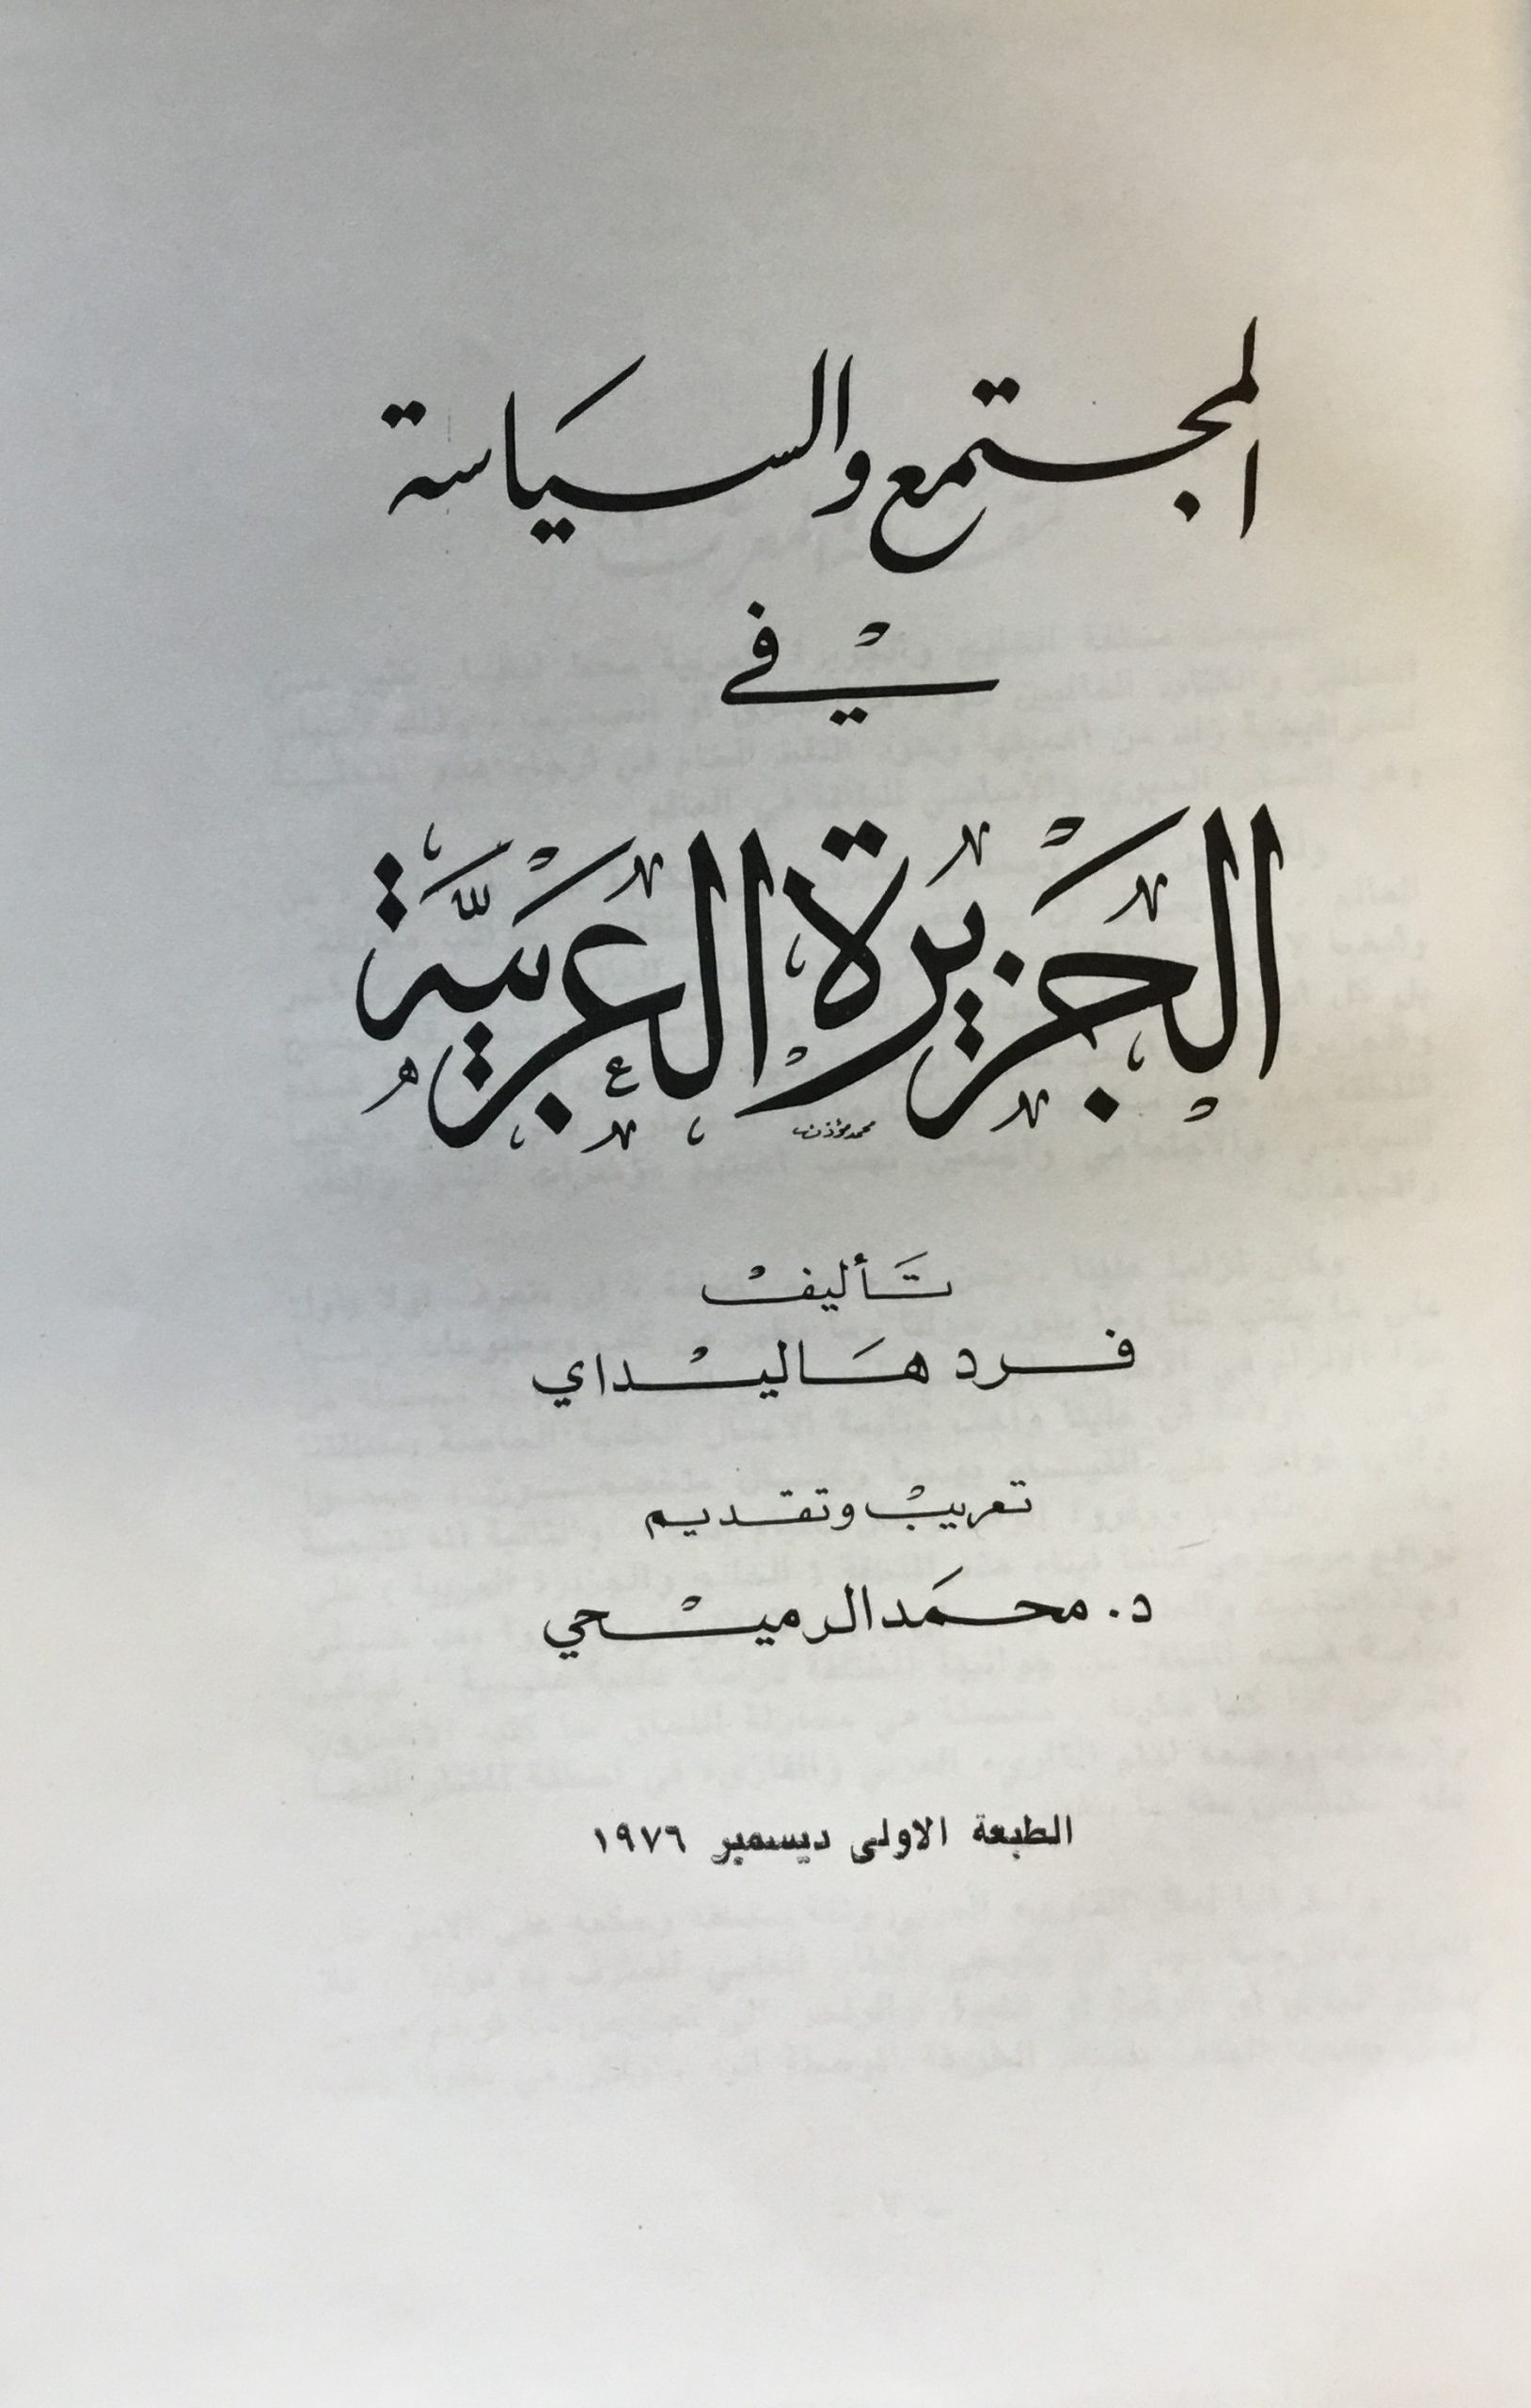 المجتمع والسياسة
في
الجزيرة العربية
تأليف
فرد هاليداي
تعريب وتقديم
د. محمد الرميحي
الطبعة الاولى ديسمبر ١٩٧٦